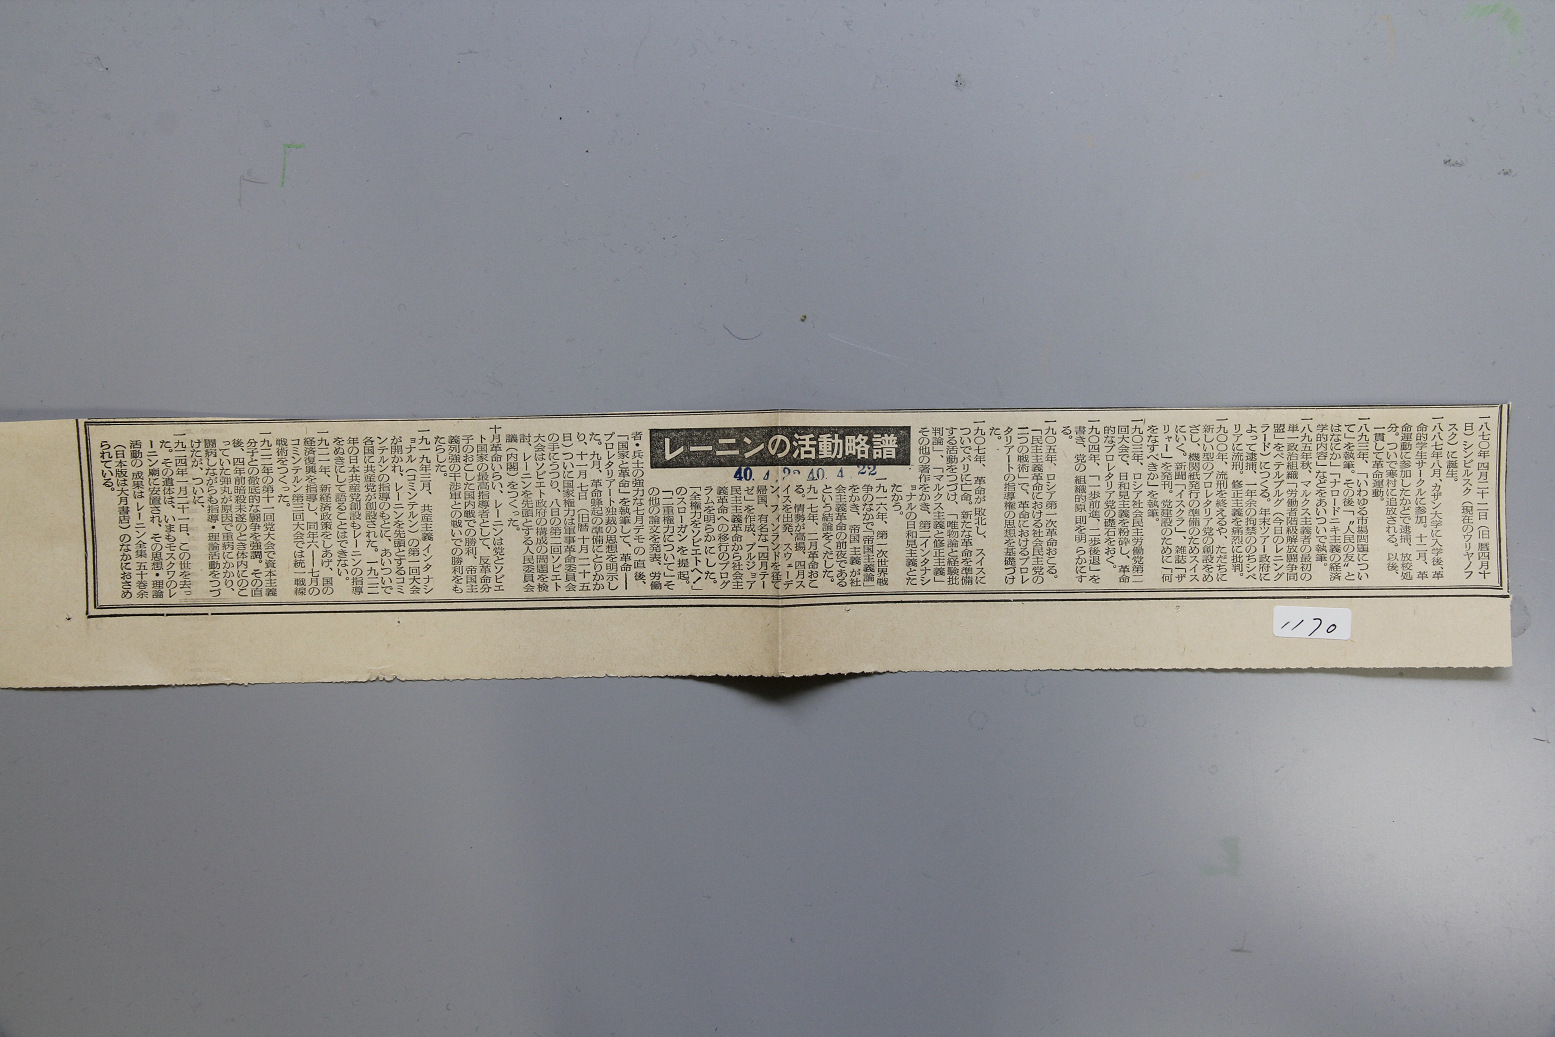 レーニンの活動略譜
40. 4. 22 40. 4. 22
一八七〇年四月二十二日（旧暦四月十
日）シンビルスク（現在のウリヤノフ
スク）に誕生。
一八八七年八月、カザン大学に入学後、革
命的学生サークルに参加。十二月、革
命運動に参加したかどで逮捕、放校処
分。ついで寒村に追放される。以後、
一貫して革命運動。
一八九三年、「いわゆる市場問題につい
て」を執筆。その後「〝人民の友〟と
はなにか」「ナロードニキ主義の経済
学的内容」などをあいついで執筆。
一八九五年秋、マルクス主義者の最初の
単一政治組織「労働者階級解放闘争同
盟」をペテルブルグ（今日のレニング
ラード）につくる。年末ツァー政府に
よって逮捕、一年余の拘禁ののちシベ
リアに流刑。修正主義を痛烈に批判。
一九〇〇年、流刑を終えるや、ただちに
新しい型のプロレタリア党の創設をめ
ざし、機関紙発行の準備のためスイス
にいく。新聞「イスクラ」、雑誌「ザ
リャー」を発刊。党建設のために「何
をなすべきか」を執筆。
一九〇三年、ロシア社会民主労働党第二
回大会で、日和見主義を粉砕し、革命
的なプロレタリア党の礎石をおく。
一九〇四年、「一歩前進、二歩後退」を
書き、党の組織的原則を明らかにす
る。
一九〇五年、ロシア第一次革命おこる。
「民主主義革命における社会民主党の
二つの戦術」で、革命におけるプロレ
タリアートの指導権の思想を基礎づけ
た。
一九〇七年、革命が敗北し、スイスに
ついでパリに亡命、新たな革命を準備
する活動をつづけ、「唯物論と経験批
判論」「マルクス主義と修正主義」
その他の著作をかき、第二インタナシ
ョナルの日和見主義とた
たかう。
一九一六年、第一次世界戦
争のなかで「帝国主義論」
をかき、帝国主義が社
会主義革命の前夜である
という結論をくだした。
一九一七年、二月革命おこ
る。情勢が高揚、四月ス
イスを出発、スウェーデ
ン、フィンランドを経て
帰国、有名な「四月テー
ゼ」を作成、ブルジョア
民主主義革命から社会主
義革命への移行のプログ
ラムを明らかにした。
「全権力をソビエトへ！」
のスローガンを提起。
「二重権力について」そ
の他の論文を発表、労働
者・兵士の強力な七月デモの直後、
「国家と革命」を執筆して、革命——
プロレタリアート独裁の思想を明示し
た。九月、革命蜂起の準備にとりかか
り、十一月七日（旧暦十月二十五
日）ついに国家権力は軍事革命委員会
の手にうつり、八日の第二回ソビエト
大会はソビエト政府の構成の問題を検
討、レーニンを先頭とする人民委員会
議（内閣）をつくった。
十月革命いらい、レーニンは党とソビエ
ト国家の最高指導者として、反革命分
子のおこした国内戦での勝利、帝国主
義列強の干渉軍との戦いでの勝利をも
たらした。
一九一九年三月、共産主義インタナシ
ョナル（コミンテルン）の第一回大会
が開かれ、レーニンを先頭とするコミ
ンテルンの指導のもとに、あいついで
各国に共産党が創設された。一九二二
年の日本共産党創設もレーニンの指導
をぬきにして語ることはできない。
一九二一年、新経済政策をしあげ、国の
経済復興を指導し、同年六—七月の
コミンテルン第三回大会では統一戦線
戦術をつくった。
一九二二年の第十一回党大会で資本主義
分子との徹底的な闘争を強調。その直
後、四年前暗殺未遂のとき体内にのこ
っていた弾丸が原因で重病にかかり、
闘病しながらも指導・理論活動をつづ
けたが、ついに、
一九二四年一月二十一日、この世を去っ
た。その遺体は、いまもモスクワのレ
ーニン廟に安置され、その思想・理論
活動の成果はレーニン全集五十巻余
（日本版は大月書店）のなかにおさめ
られている。
1170